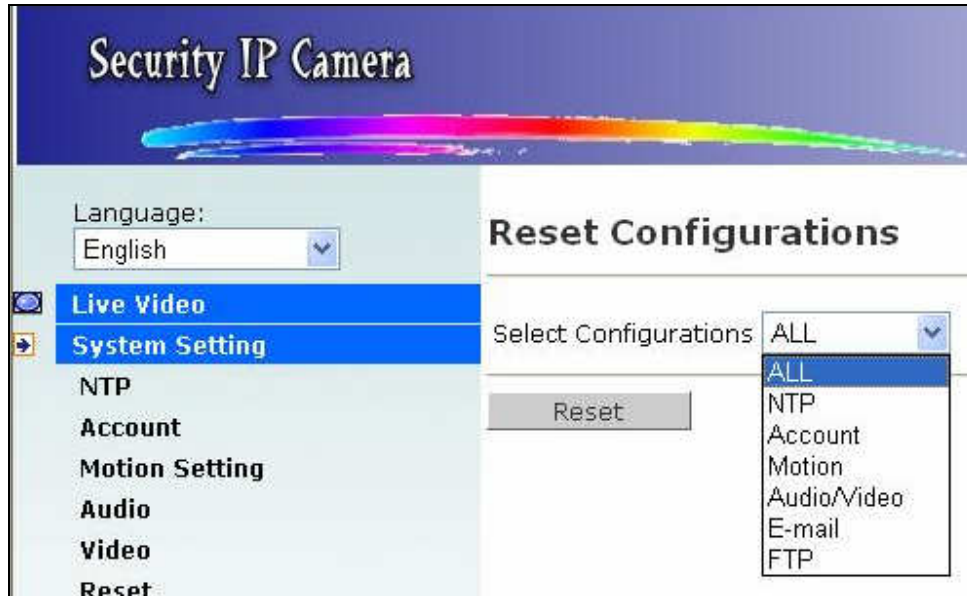 Security IP Camera
Language:
English
Live Video
System Setting
NTP
Account
Motion Setting
Audio
Video
Reset
Reset Configurations
Select Configurations ALL
ALL
NTP
Account
Motion
Audio/Video
E-mail
FTP
Reset